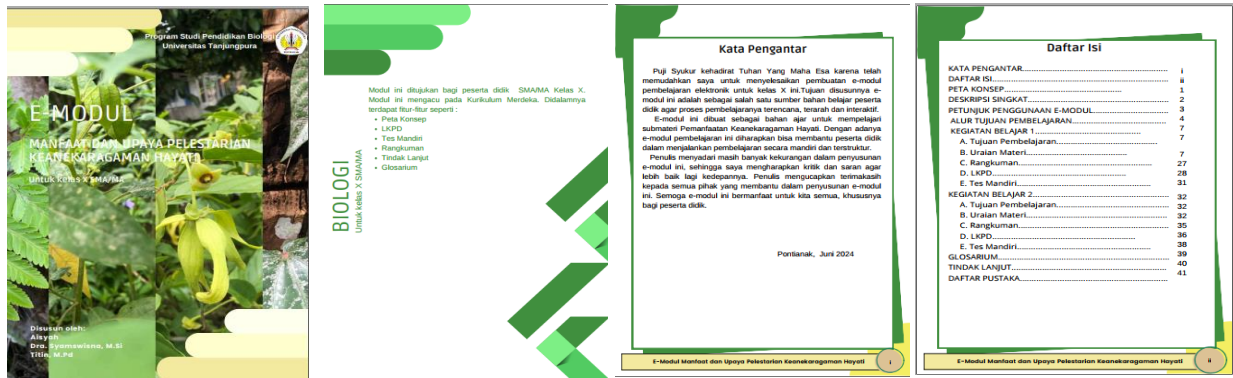 Program Studi Pendidikan Biologi
Universitas Tanjungpura
E-MODUL
MANFAAT DAN UPAYA PELESTARIAN
KEANEKARAGAMAN HAYATI
untuk kelas X SMA/MA
Disusun oleh:
Aisyah
Dra. Syamswisna, M.Si
Titin, M.Pd
BIOLOGI
Untuk kelas X SMA/MA
Modul ini ditujukan bagi peserta didik SMA/MA Kelas X.
Modul ini mengacu pada Kurikulum Merdeka. Didalamnya
terdapat fitur-fitur seperti :
• Peta Konsep
• LKPD
• Tes Mandiri
• Rangkuman
• Tindak Lanjut
• Glosarium
Kata Pengantar
Puji Syukur kehadirat Tuhan Yang Maha Esa karena telah
memudahkan saya untuk menyelesaikan pembuatan e-modul
pembelajaran elektronik untuk kelas X ini.Tujuan disusunnya e-
modul ini adalah sebagai salah satu sumber bahan belajar peserta
didik agar proses pembelajaranya terencana, terarah dan interaktif.
E-modul ini dibuat sebagai bahan ajar untuk mempelajari
submateri Pemanfaatan Keanekaragaman Hayati. Dengan adanya
e-modul pembelajaran ini diharapkan bisa membantu peserta didik
dalam menjalankan pembelajaran secara mandiri dan terstruktur.
Penulis menyadari masih banyak kekurangan dalam penyusunan
e-modul ini, sehingga saya mengharapkan kritik dan saran agar
lebih baik lagi kedepannya. Penulis mengucapkan terimakasih
kepada semua pihak yang membantu dalam penyusunan e-modul
ini. Semoga e-modul ini bermanfaat untuk kita semua, khususnya
bagi peserta didik.
Pontianak, Juni 2024
E-Modul Manfaat dan Upaya Pelestarian Keanekaragaman Hayati i
Daftar Isi
KATA PENGANTAR i
DAFTAR ISI ii
PETA KONSEP 1
DESKRIPSI SINGKAT 2
PETUNJUK PENGGUNAAN E-MODUL 3
ALUR TUJUAN PEMBELAJARAN 4
KEGIATAN BELAJAR 1 7
A. Tujuan Pembelajaran 7
B. Uraian Materi 7
C. Rangkuman 27
D. LKPD 28
E. Tes Mandiri 31
KEGIATAN BELAJAR 2 32
A. Tujuan Pembelajaran 32
B. Uraian Materi 32
C. Rangkuman 35
D. LKPD 36
E. Tes Mandiri 38
GLOSARIUM 39
TINDAK LANJUT 40
DAFTAR PUSTAKA 41
E-Modul Manfaat dan Upaya Pelestarian Keanekaragaman Hayati ii